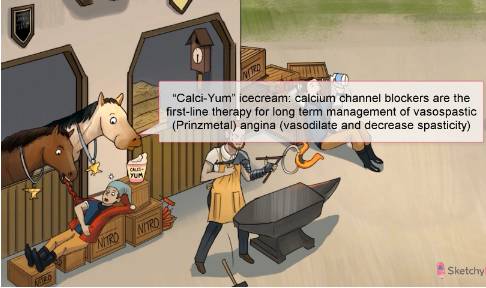 NITRO
"Calci-Yum" icecream: calcium channel blockers are the
first-line therapy for long term management of vasospastic
(Prinzmetal) angina (vasodilate and decrease spasticity)
CALCI-
YUM
NITRO
NITRO
Sketchy